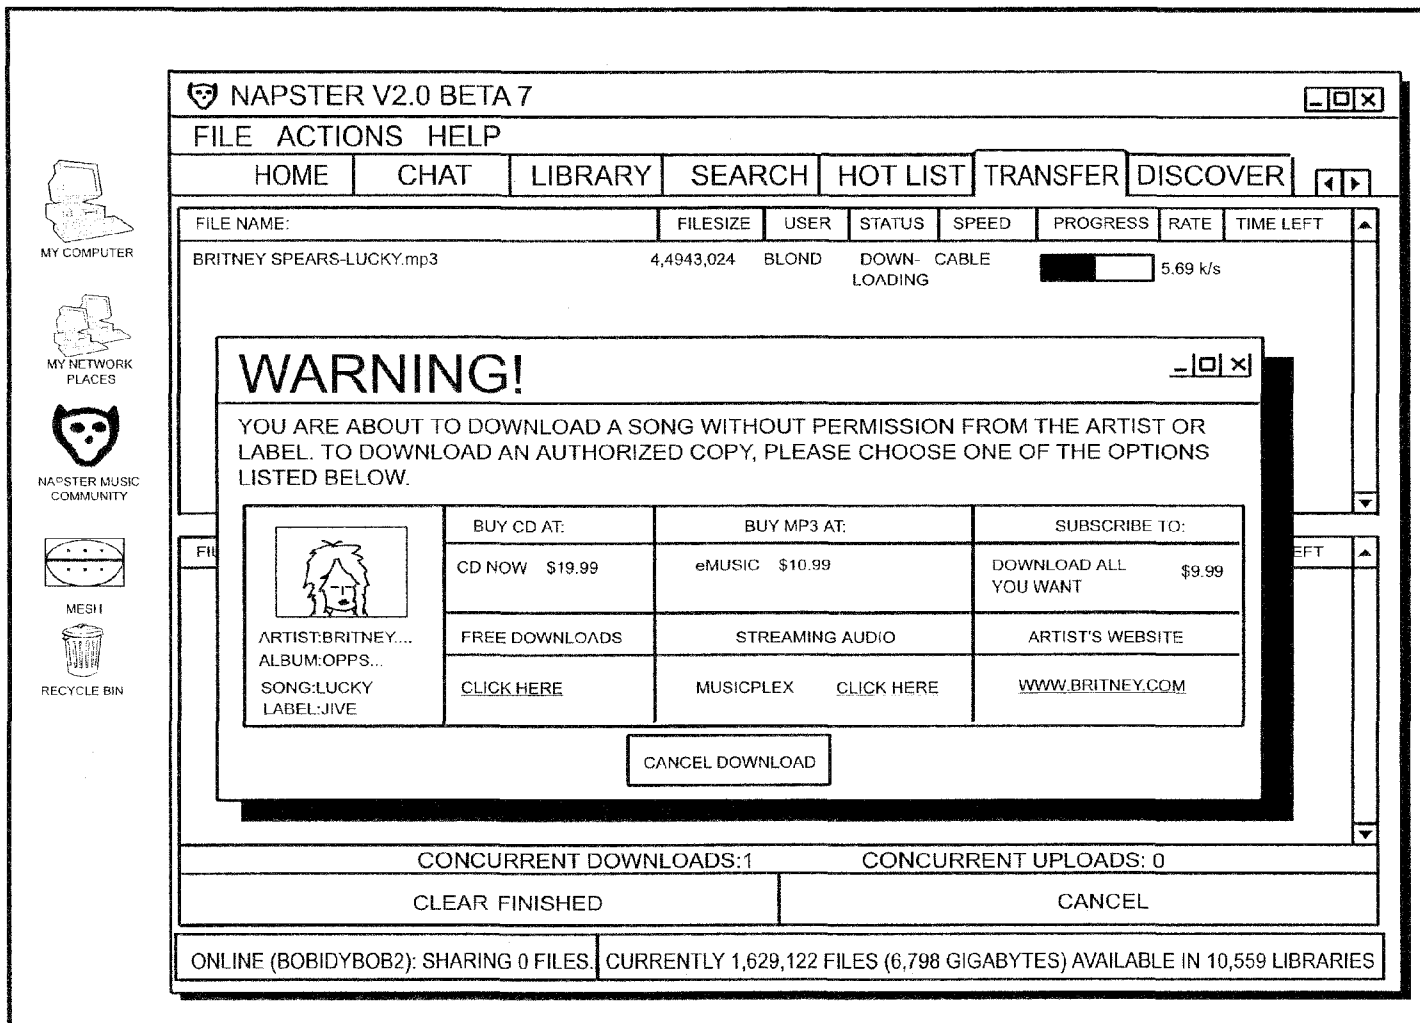 NAPSTER V2.0 BETA 7
FILE ACTIONS HELP
HOME CHAT LIBRARY SEARCH HOT LIST TRANSFER DISCOVER
FILE NAME: FILESIZE USER STATUS SPEED PROGRESS RATE TIME LEFT
BRITNEY SPEARS-LUCKY.mp3 4,4943,024 BLOND DOWN- CABLE 5.69 k/s
LOADING
MY COMPUTER
MY NETWORK
PLACES
NAPSTER MUSIC
COMMUNITY
MESH
RECYCLE BIN
WARNING!
YOU ARE ABOUT TO DOWNLOAD A SONG WITHOUT PERMISSION FROM THE ARTIST OR
LABEL. TO DOWNLOAD AN AUTHORIZED COPY, PLEASE CHOOSE ONE OF THE OPTIONS
LISTED BELOW.
BUY CD AT: BUY MP3 AT: SUBSCRIBE TO:
CD NOW $19.99 eMUSIC $10.99 DOWNLOAD ALL $9.99
YOU WANT
ARTIST:BRITNEY....
ALBUM:OPPS...
SONG:LUCKY
LABEL:JIVE
FREE DOWNLOADS STREAMING AUDIO ARTIST'S WEBSITE
CLICK HERE MUSICPLEX CLICK HERE WWW.BRITNEY.COM
CANCEL DOWNLOAD
FI EFT
CONCURRENT DOWNLOADS:1 CONCURRENT UPLOADS: 0
CLEAR FINISHED CANCEL
ONLINE (BOBIDYBOB2): SHARING 0 FILES. CURRENTLY 1,629,122 FILES (6,798 GIGABYTES) AVAILABLE IN 10,559 LIBRARIES